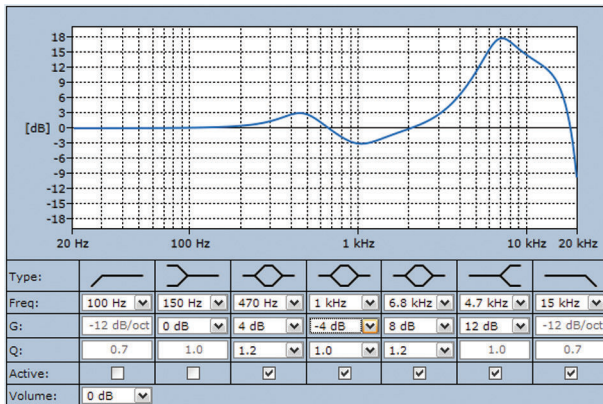 18
15
12
9
6
3
[dB] 0
-3
-6
-9
-12
-15
-18
20 Hz 100 Hz 1 kHz 10 kHz 20 kHz
Type:
Freq: 100 Hz 150 Hz 470 Hz 1 kHz 6.8 kHz 4.7 kHz 15 kHz
G: -12 dB/oct 0 dB 4 dB -4 dB 8 dB 12 dB -12 dB/oct
Q: 0.7 1.0 1.2 1.0 1.2 1.0 0.7
Active:
Volume: 0 dB